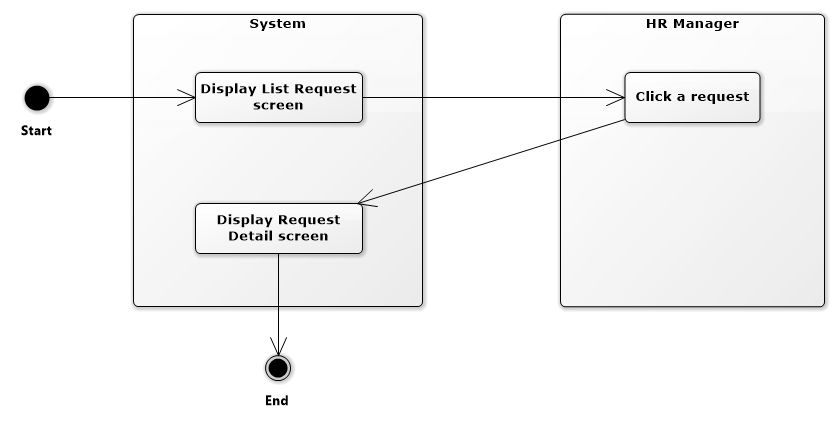 System
HR Manager
Start
Display List Request
screen
Click a request
Display Request
Detail screen
End